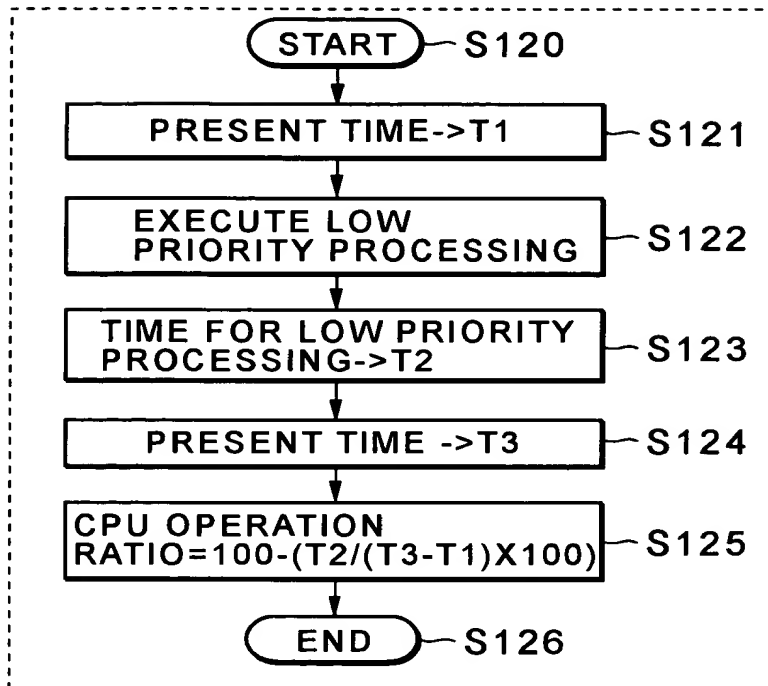 START S120
PRESENT TIME->T1 S121
EXECUTE LOW
PRIORITY PROCESSING S122
TIME FOR LOW PRIORITY
PROCESSING->T2 S123
PRESENT TIME ->T3 S124
CPU OPERATION
RATIO=100-(T2/(T3-T1)X100) S125
END S126